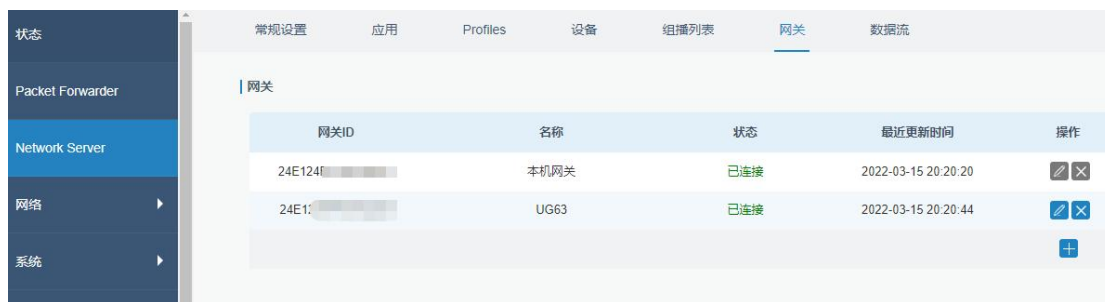 状态
Packet Forwarder
Network Server
网络
系统
常规设置 应用 Profiles 设备 组播列表 网关 数据流
网关
网关ID 名称 状态 最近更新时间 操作
24E124 本机网关 已连接 2022-03-15 20:20:20
24E1 UG63 已连接 2022-03-15 20:20:44